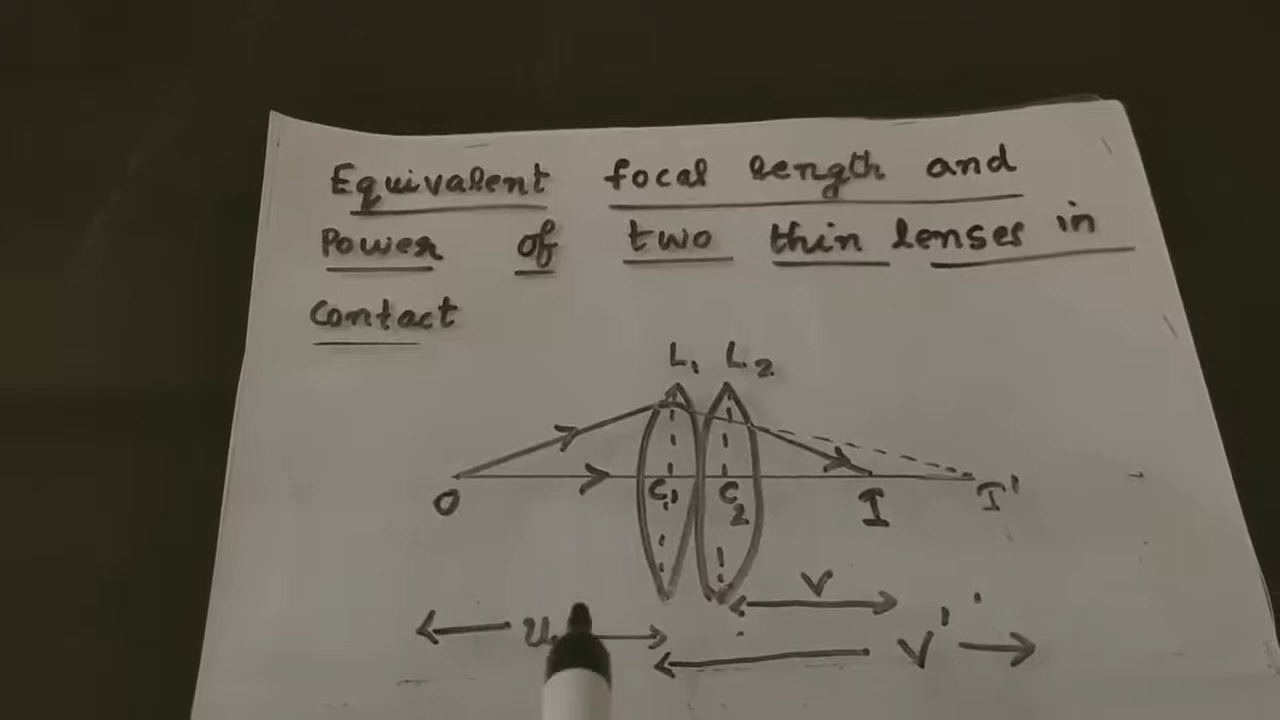 Equivalent focal length and
Power of two thin lenses in
Contact
L1 L2
O C1 C2 I I'
V
u
V'